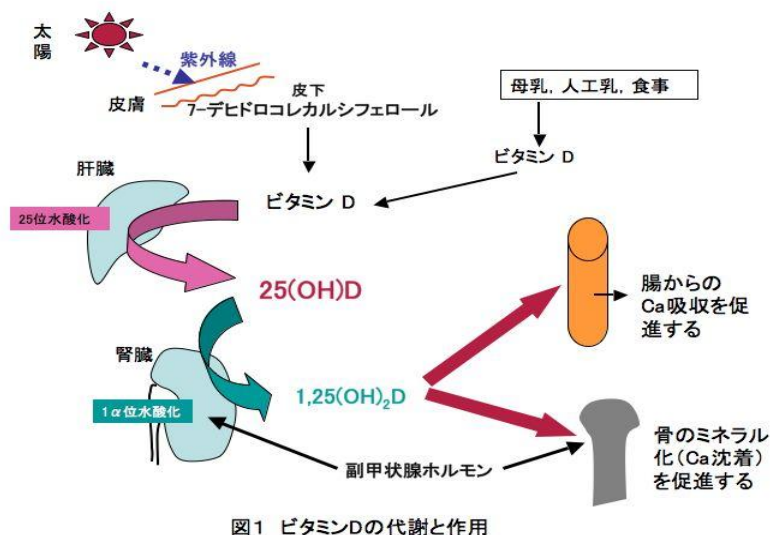 太
陽
紫外線
皮膚
皮下
7-デヒドロコレカルシフェロール
母乳, 人工乳, 食事
ビタミン D
肝臓
ビタミン D
25位水酸化
25(OH)D
腸からの
Ca吸収を促
進する
腎臓
1,25(OH)₂D
1α位水酸化
骨のミネラル
化(Ca沈着)
を促進する
副甲状腺ホルモン
図1 ビタミンDの代謝と作用